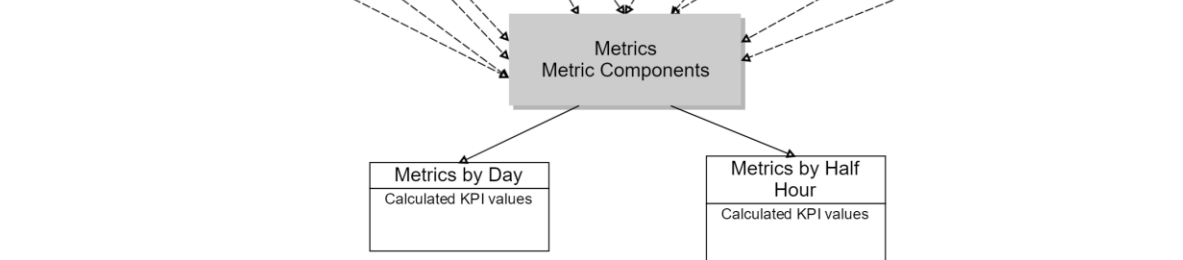 Metrics
Metric Components
Metrics by Day
Calculated KPI values
Metrics by Half
Hour
Calculated KPI values